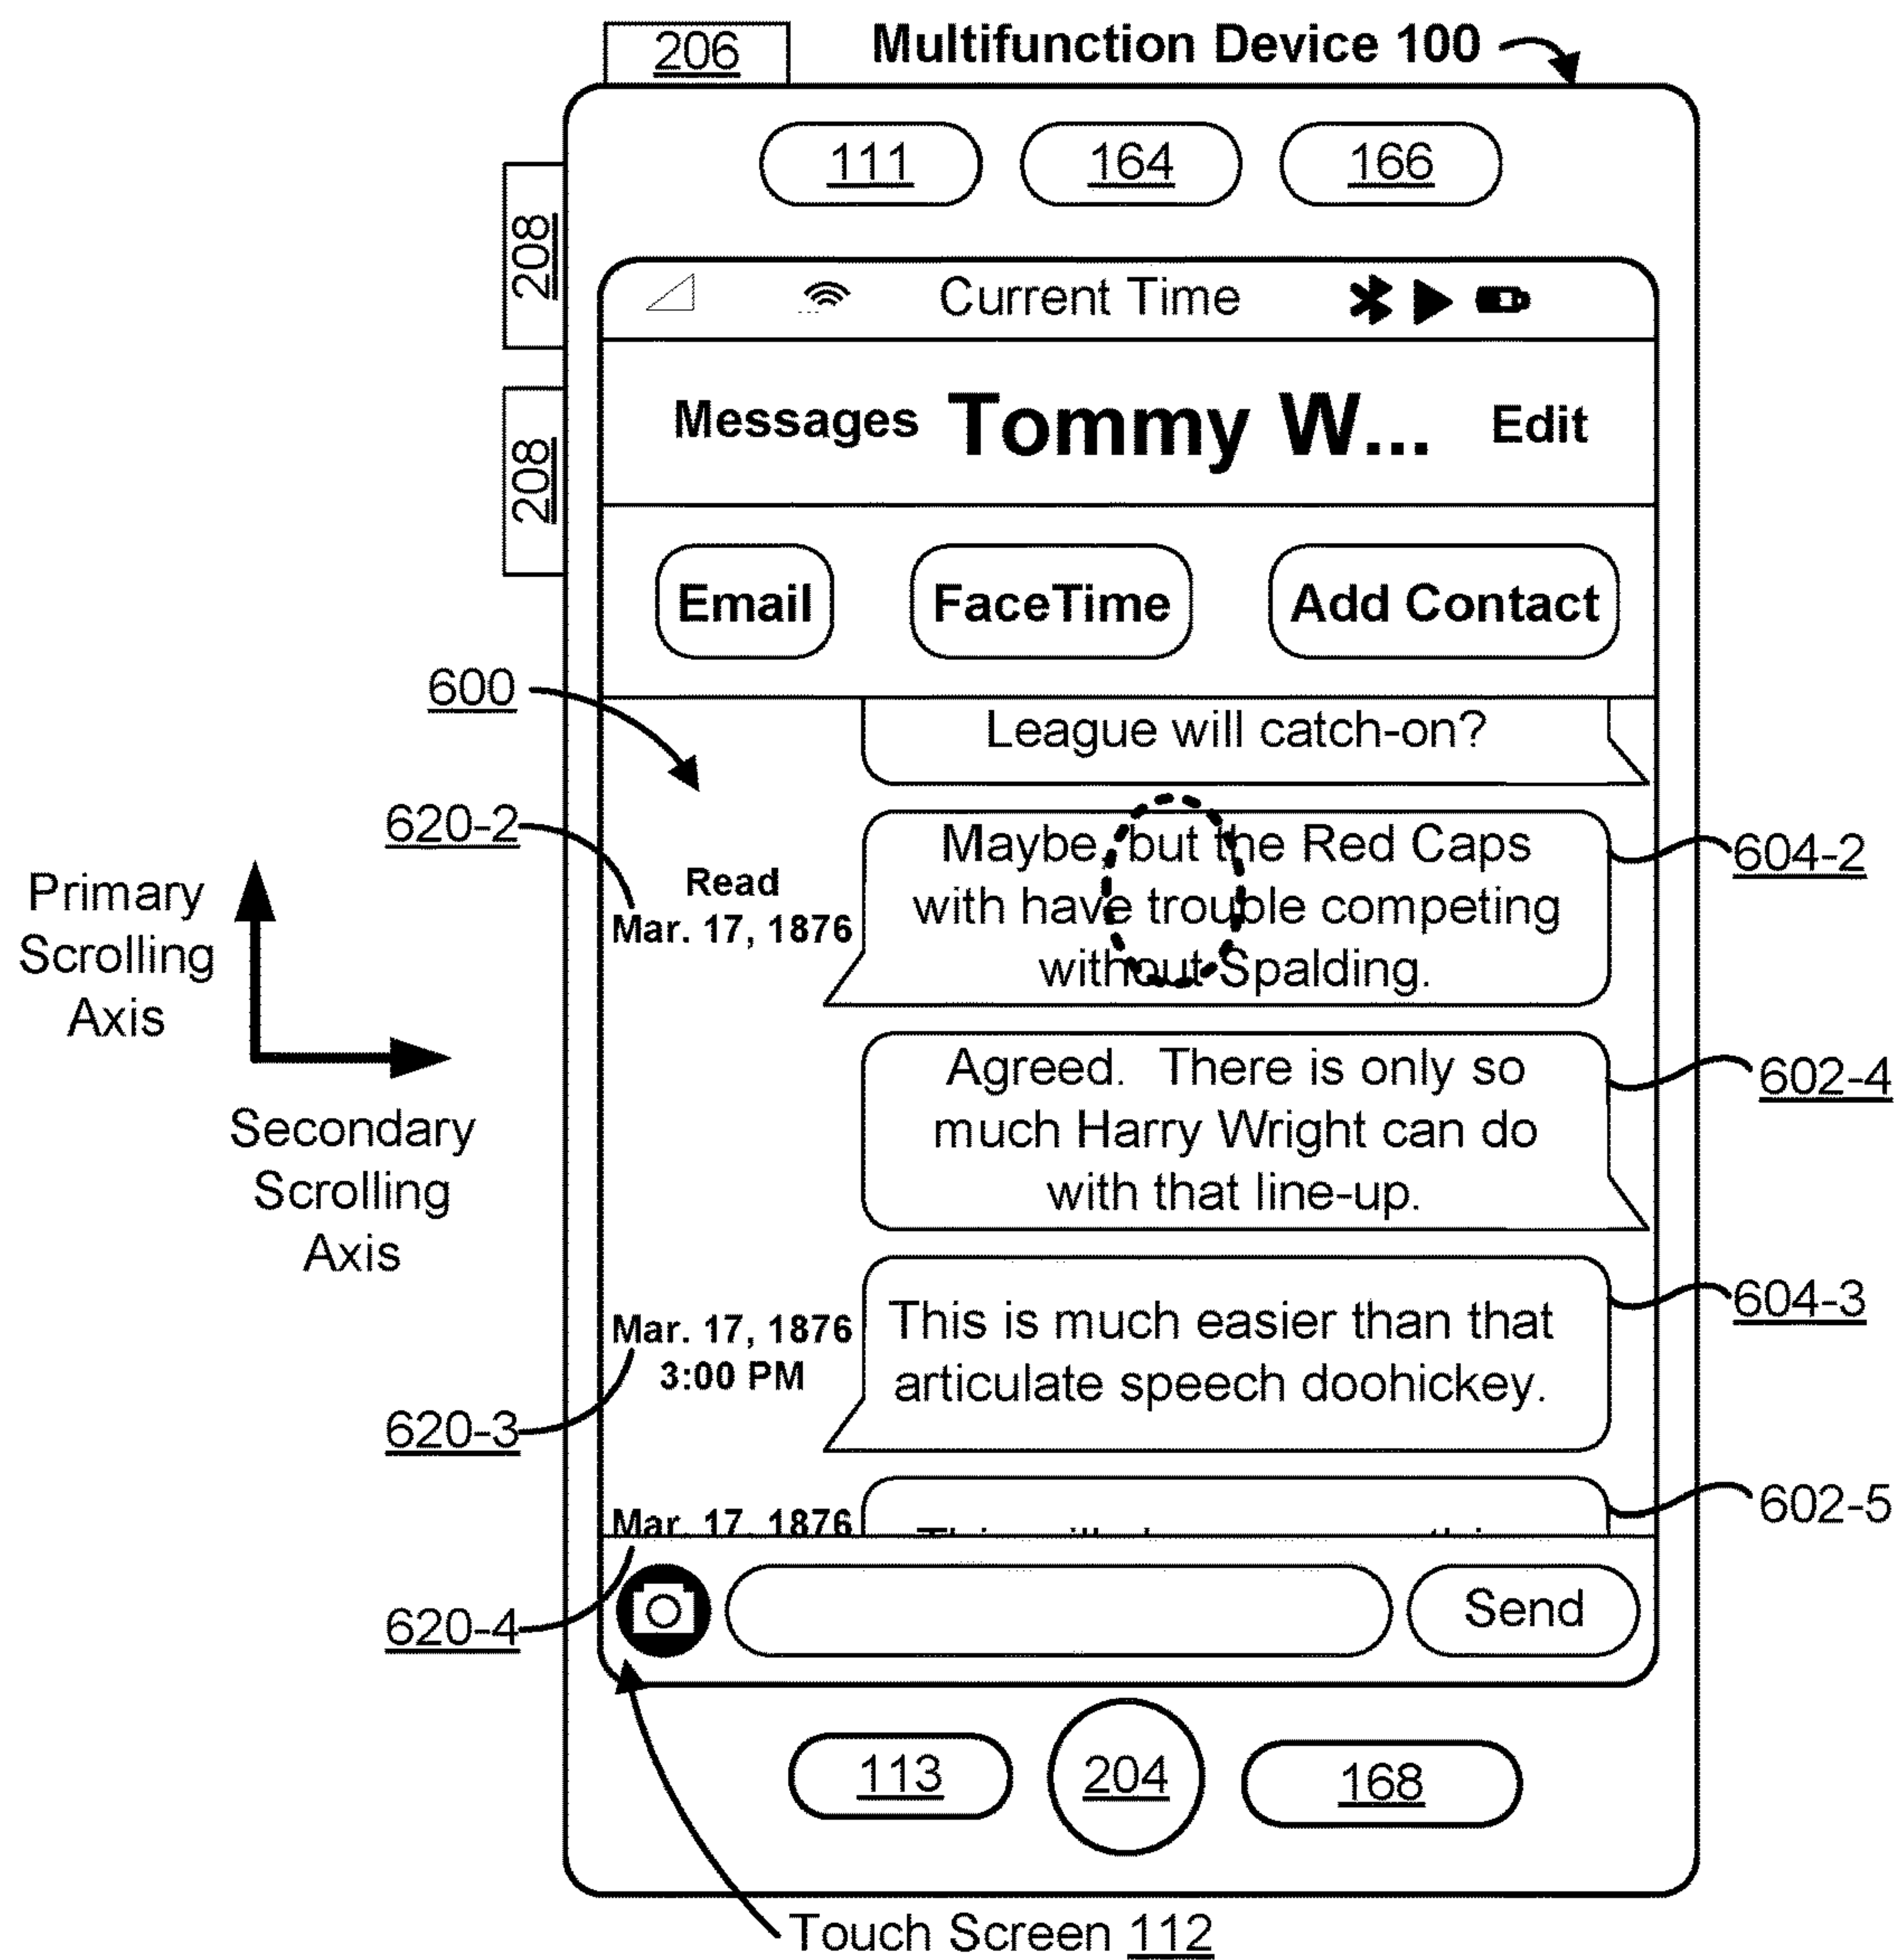 206
Multifunction Device 100
111
164
166
208
208
Current Time
Messages
Tommy W...
Edit
Email
FaceTime
Add Contact
600
League will catch-on?
620-2
Read
Mar. 17, 1876
Maybe, but the Red Caps
with have trouble competing
without Spalding.
604-2
Primary
Scrolling
Axis
Secondary
Scrolling
Axis
Agreed. There is only so
much Harry Wright can do
with that line-up.
602-4
Mar. 17, 1876
3:00 PM
620-3
This is much easier than that
articulate speech doohickey.
604-3
Mar. 17, 1876
602-5
620-4
Send
113
204
168
Touch Screen 112